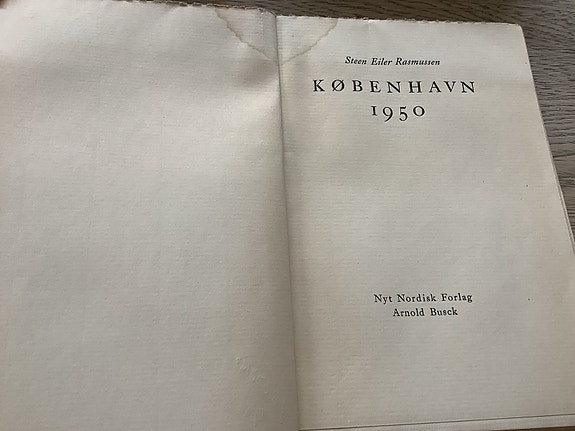 Steen Eiler Rasmussen
KØBENHAVN
1950
Nyt Nordisk Forlag
Arnold Busck